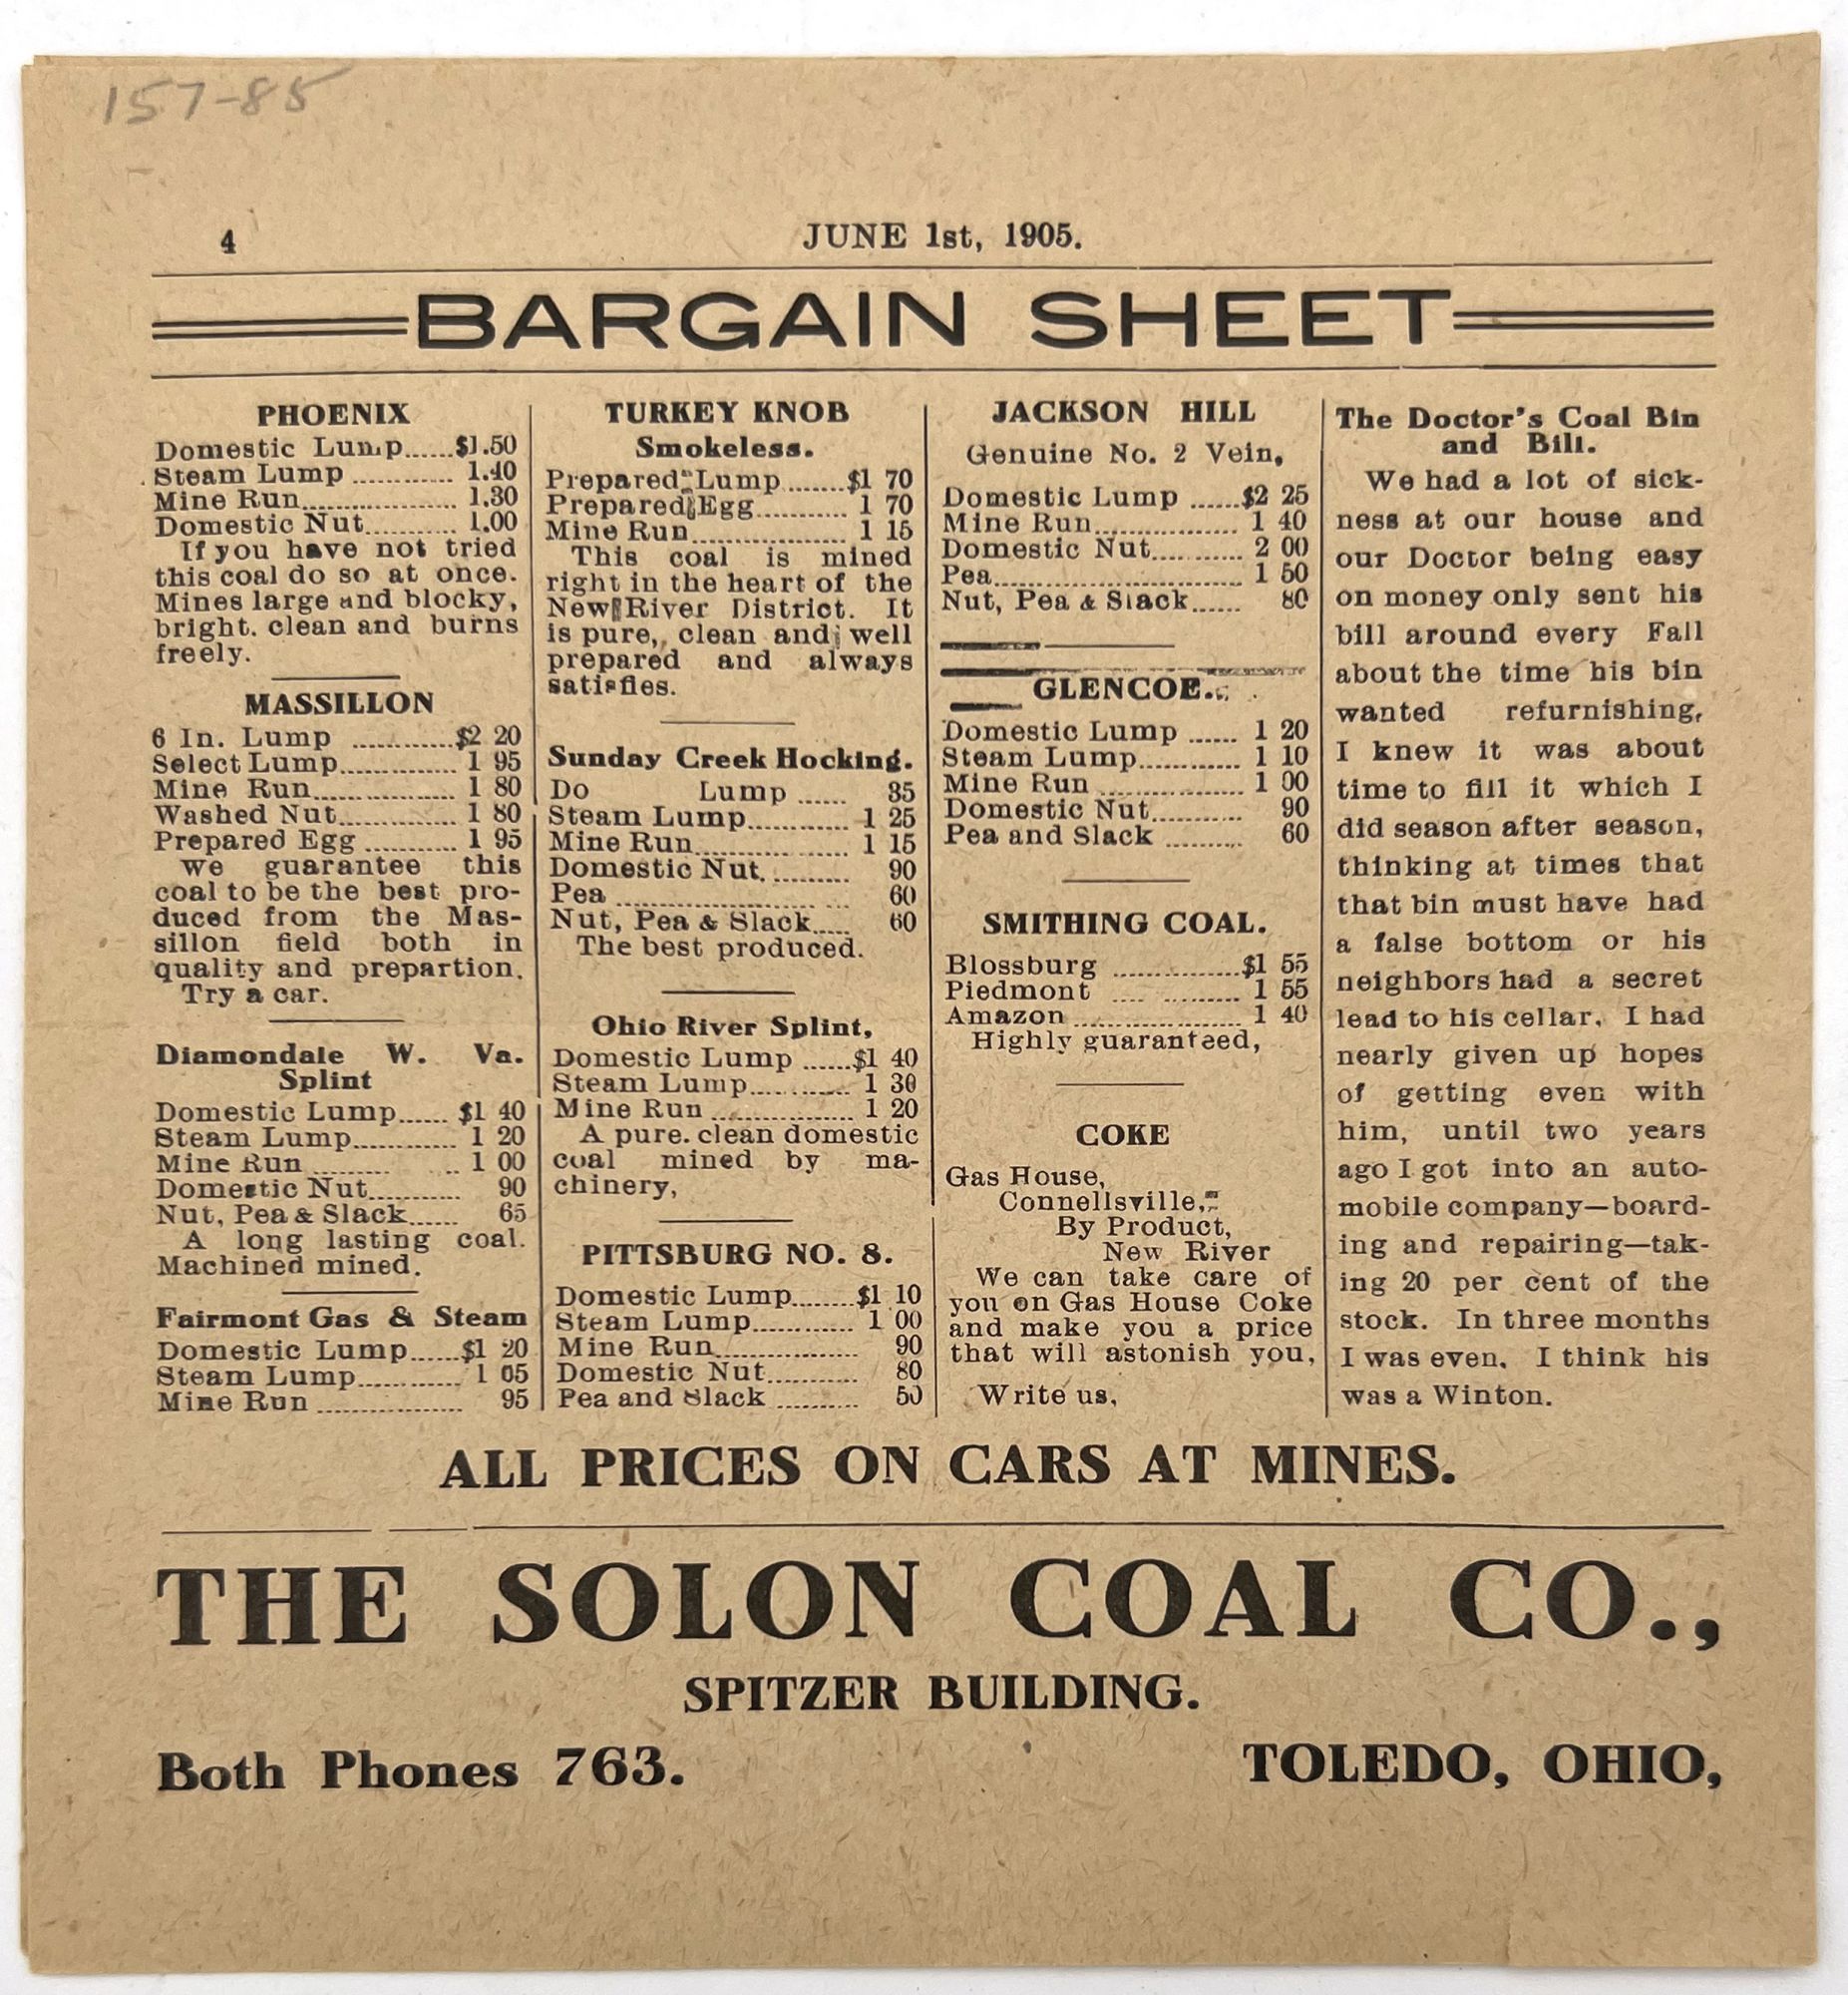 157-85
4
JUNE 1st, 1905.
BARGAIN SHEET
PHOENIX
Domestic Lump......$1.50
Steam Lump ............ 1.40
Mine Run.................. 1.30
Domestic Nut........... 1.00
If you have not tried
this coal do so at once.
Mines large and blocky,
bright. clean and burns
freely.
MASSILLON
6 In. Lump ............$2 20
Select Lump.............. 1 95
Mine Run................. 1 80
Washed Nut.............. 1 80
Prepared Egg ........... 1 95
We guarantee this
coal to be the best pro-
duced from the Mas-
sillon field both in
quality and prepartion.
Try a car.
Diamondale W. Va.
Splint
Domestic Lump...... $1 40
Steam Lump............ 1 20
Mine Run ......... .. 1 00
Domestic Nut........... 90
Nut, Pea & Slack...... 65
A long lasting coal.
Machined mined.
Fairmont Gas & Steam
Domestic Lump......$1 20
Steam Lump............. 1 05
Mine Run .................. 95
TURKEY KNOB
Smokeless.
Prepared Lump.......$1 70
Prepared Egg........... 1 70
Mine Run................... 1 15
This coal is mined
right in the heart of the
New River District. It
is pure, clean and well
prepared and always
satisfies.
Sunday Creek Hocking.
Do Lump ...... 35
Steam Lump............ 1 25
Mine Run................... 1 15
Domestic Nut.......... 90
Pea ......................... ... 60
Nut, Pea & Slack..... 60
The best produced.
Ohio River Splint,
Domestic Lump ......$1 40
Steam Lump............... 1 30
Mine Run ................. 1 20
A pure. clean domestic
coal mined by ma-
chinery,
PITTSBURG NO. 8.
Domestic Lump.......$1 10
Steam Lump............ 1 00
Mine Run................. 90
Domestic Nut........... 80
Pea and Slack .......... 50
JACKSON HILL
Genuine No. 2 Vein,
Domestic Lump ......$2 25
Mine Run................. 1 40
Domestic Nut........... 2 00
Pea.............................. 1 50
Nut, Pea & Slack...... 80
GLENCOE.
Domestic Lump ...... 1 20
Steam Lump............ 1 10
Mine Run ................. 1 00
Domestic Nut........... 90
Pea and Slack ......... 60
SMITHING COAL.
Blossburg ...............$1 55
Piedmont .... ......... 1 55
Amazon .................... 1 40
Highly guaranteed,
COKE
Gas House,
Connellsville,
By Product,
New River
We can take care of
you on Gas House Coke
and make you a price
that will astonish you,
Write us,
The Doctor's Coal Bin
and Bill.
We had a lot of sick-
ness at our house and
our Doctor being easy
on money only sent his
bill around every Fall
about the time his bin
wanted refurnishing,
I knew it was about
time to fill it which I
did season after season,
thinking at times that
that bin must have had
a false bottom or his
neighbors had a secret
lead to his cellar. I had
nearly given up hopes
of getting even with
him, until two years
ago I got into an auto-
mobile company—board-
ing and repairing—tak-
ing 20 per cent of the
stock. In three months
I was even. I think his
was a Winton.
ALL PRICES ON CARS AT MINES.
THE SOLON COAL CO.,
SPITZER BUILDING.
Both Phones 763.
TOLEDO, OHIO,